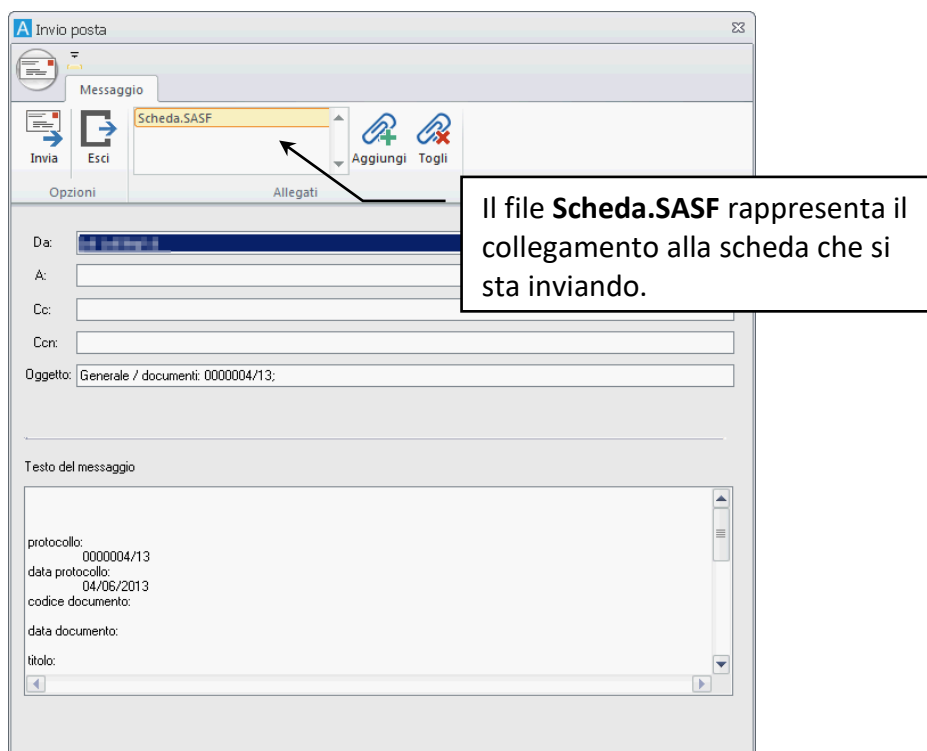 Invio posta
Messaggio
Scheda.SASF
Invia
Esci
Aggiungi
Togli
Opzioni
Allegati
Il file Scheda.SASF rappresenta il
collegamento alla scheda che si
sta inviando.
Da:
A:
Cc:
Ccn:
Oggetto: Generale / documenti: 0000004/13;
Testo del messaggio
protocollo:
0000004/13
data protocollo:
04/06/2013
codice documento:
data documento:
titolo: